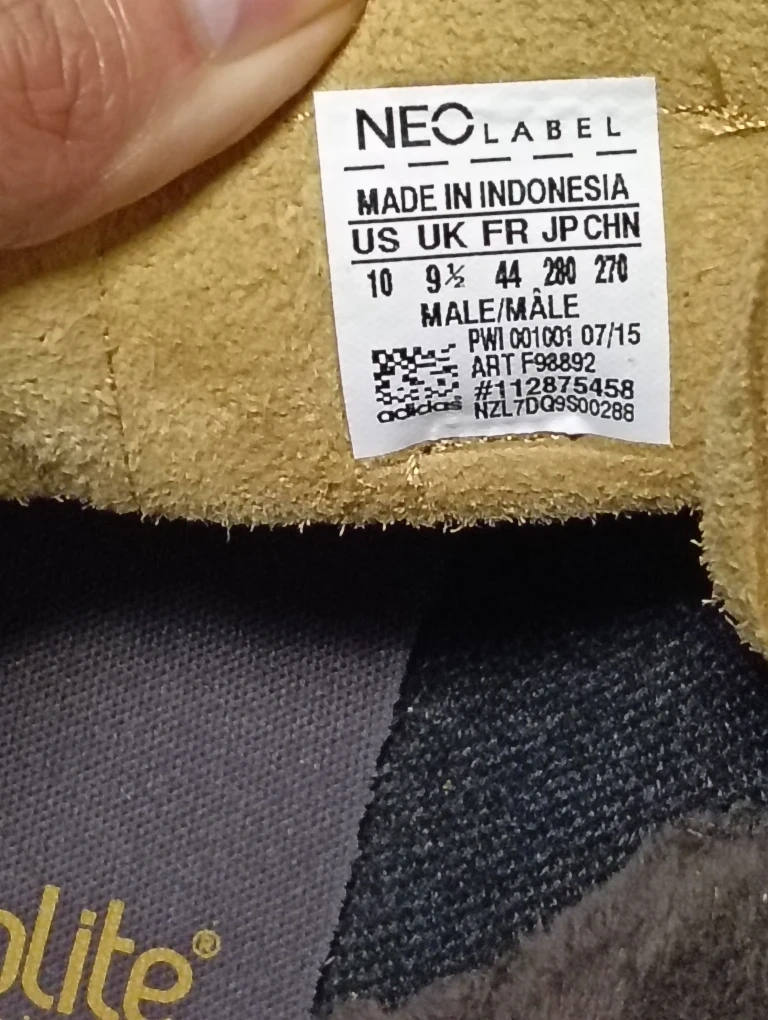 NEO LABEL
MADE IN INDONESIA
US UK FR JP CHN
10 9½ 44 280 270
MALE/MÂLE
PWI 001001 07/15
ART F98892
#112875458
adidas NZL7DQ9S00288
olite®